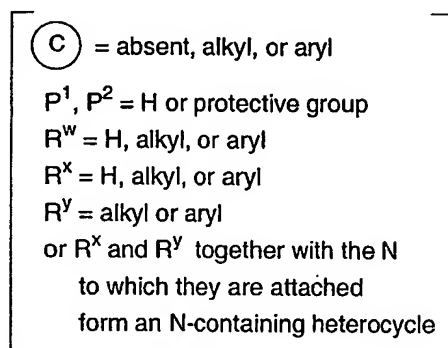 C = absent, alkyl, or aryl
P¹, P² = H or protective group
Rʷ = H, alkyl, or aryl
Rˣ = H, alkyl, or aryl
Rʸ = alkyl or aryl
or Rˣ and Rʸ together with the N
to which they are attached
form an N-containing heterocycle